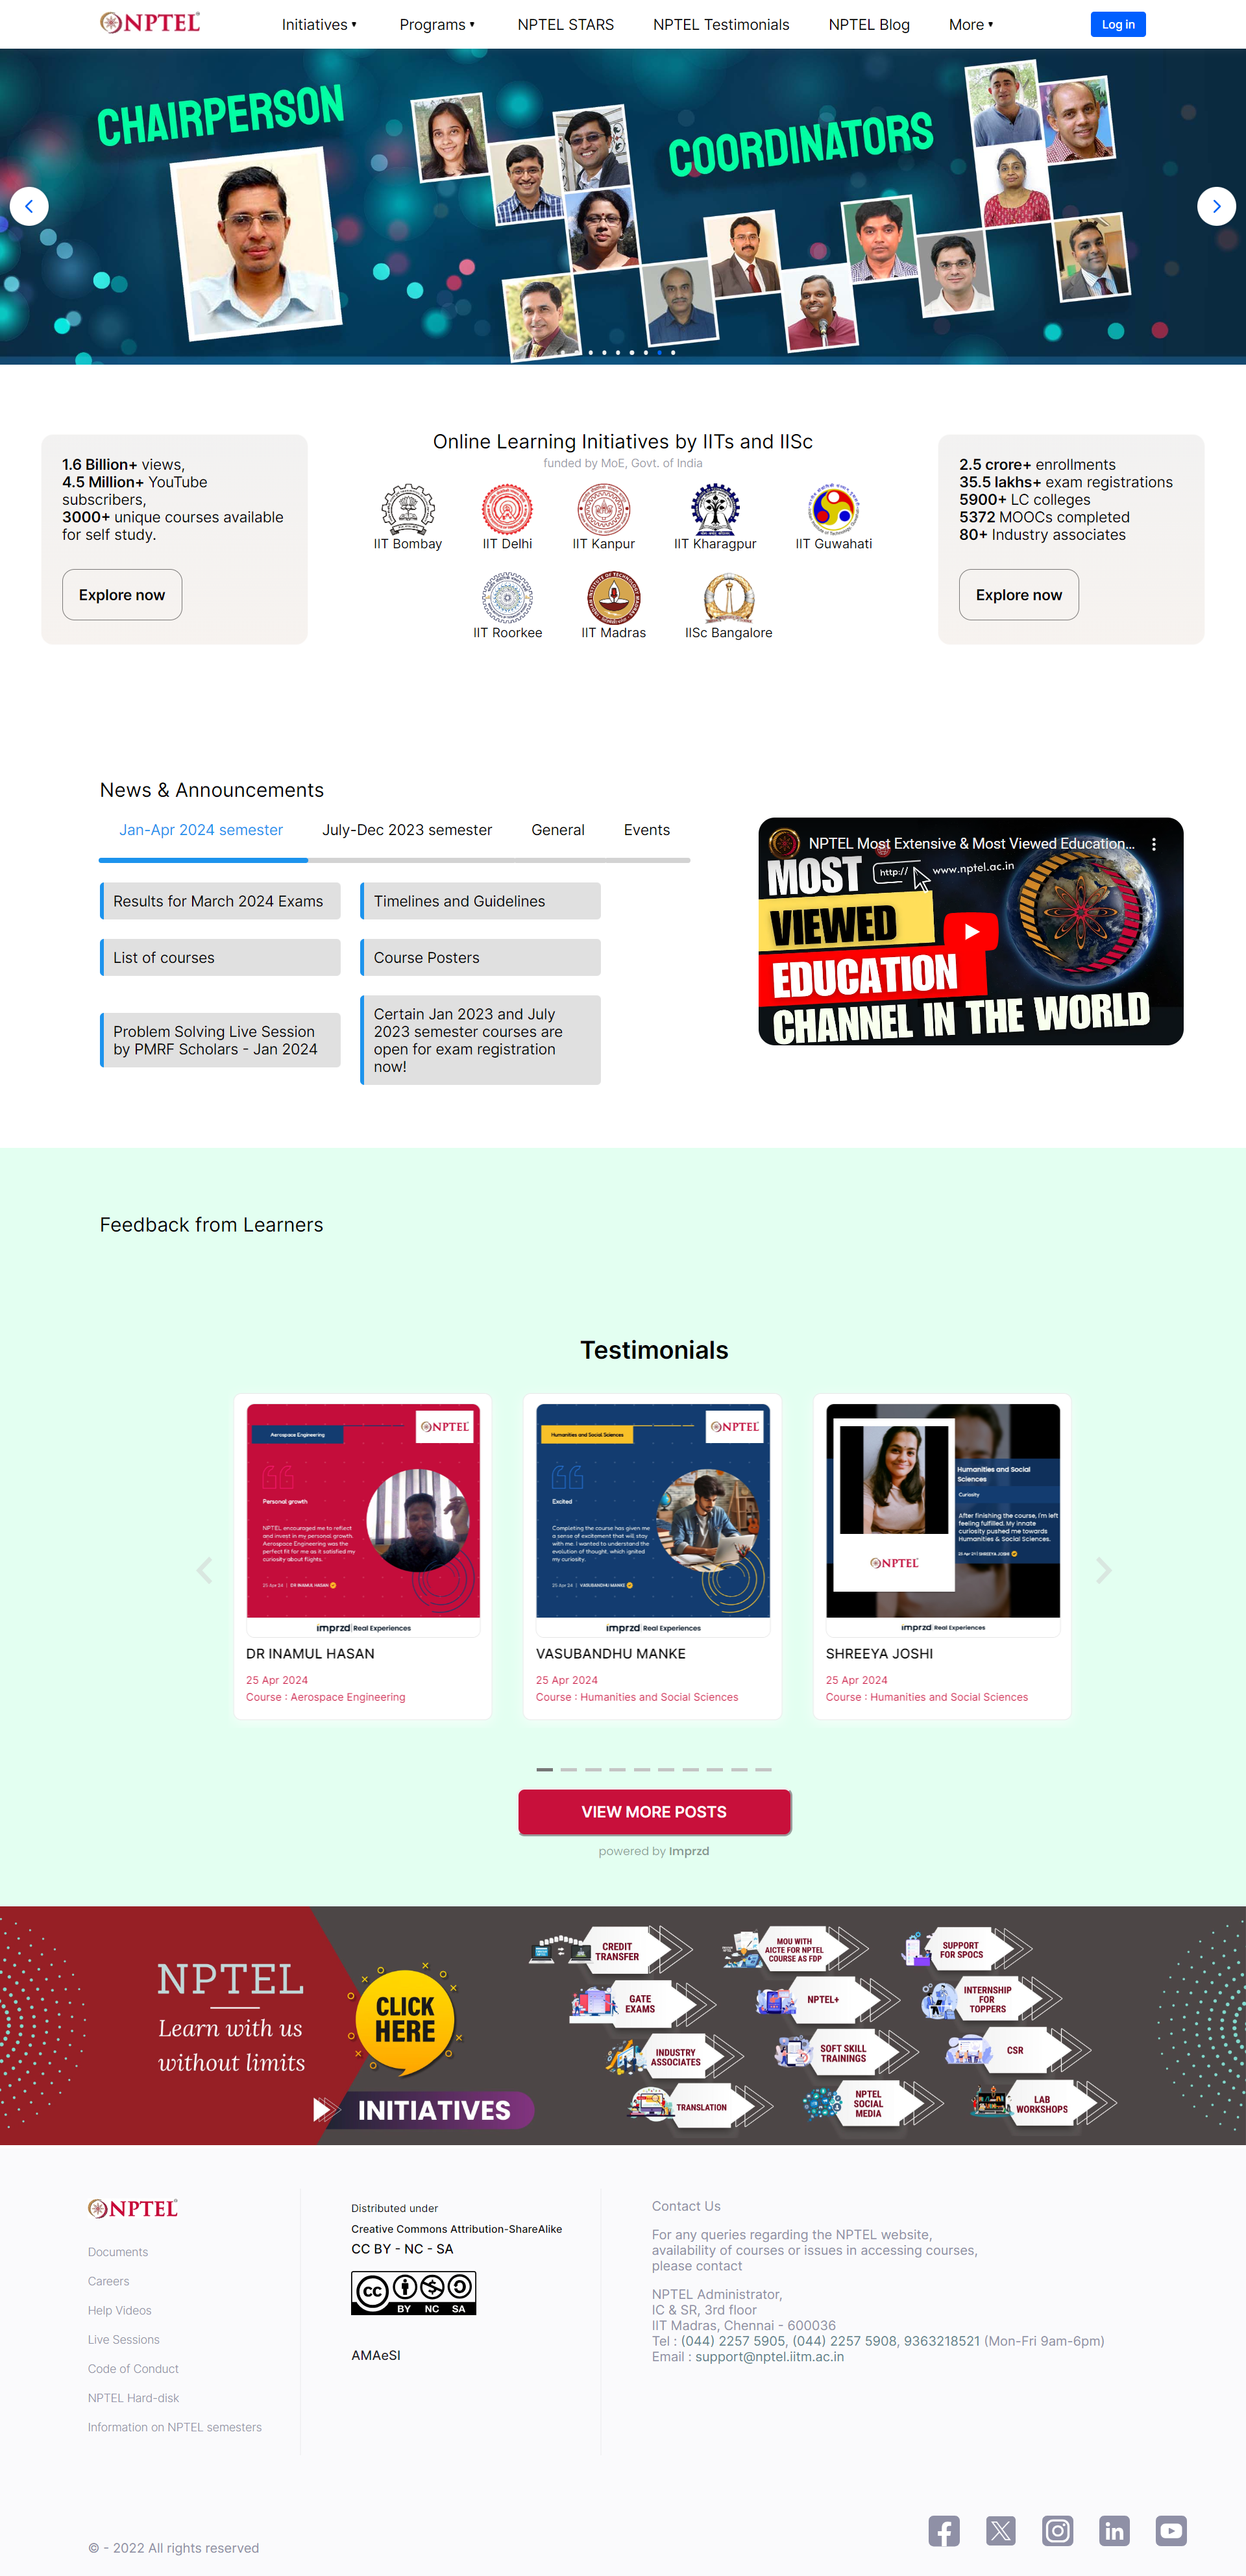 NPTEL
Initiatives ▾
Programs ▾
NPTEL STARS
NPTEL Testimonials
NPTEL Blog
More ▾
Log in
CHAIRPERSON
COORDINATORS
1.6 Billion+ views,
4.5 Million+ YouTube
subscribers,
3000+ unique courses available
for self study.
Explore now
Online Learning Initiatives by IITs and IISc
funded by MoE, Govt. of India
IIT Bombay
IIT Delhi
IIT Kanpur
IIT Kharagpur
IIT Guwahati
IIT Roorkee
IIT Madras
IISc Bangalore
2.5 crore+ enrollments
35.5 lakhs+ exam registrations
5900+ LC colleges
5372 MOOCs completed
80+ Industry associates
Explore now
News & Announcements
Jan-Apr 2024 semester
July-Dec 2023 semester
General
Events
Results for March 2024 Exams
Timelines and Guidelines
List of courses
Course Posters
Problem Solving Live Session
by PMRF Scholars - Jan 2024
Certain Jan 2023 and July
2023 semester courses are
open for exam registration
now!
NPTEL Most Extensive & Most Viewed Education...
MOST
http://
www.nptel.ac.in
VIEWED
EDUCATION
CHANNEL IN THE WORLD
Feedback from Learners
Testimonials
Aerospace Engineering
NPTEL
Personal growth
NPTEL encouraged me to reflect
and invest in my personal growth.
Aerospace Engineering was the
perfect fit for me as it satisfied my
curiosity about flights.
25 Apr 24 | DR INAMUL HASAN
imprzd Real Experiences
DR INAMUL HASAN
25 Apr 2024
Course : Aerospace Engineering
Humanities and Social Sciences
NPTEL
Excited
Completing the course has given me
a sense of excitement that will stay
with me. I wanted to understand the
evolution of thought, which ignited
my curiosity.
25 Apr 24 | VASUBANDHU MANKE
imprzd Real Experiences
VASUBANDHU MANKE
25 Apr 2024
Course : Humanities and Social Sciences
Humanities and Social
Sciences
Curiosity
After finishing the course, I'm left
feeling fulfilled. My innate
curiosity pushed me towards
Humanities & Social Sciences.
25 Apr 24 | SHREEYA JOSHI
NPTEL
imprzd Real Experiences
SHREEYA JOSHI
25 Apr 2024
Course : Humanities and Social Sciences
VIEW MORE POSTS
powered by Imprzd
NPTEL
Learn with us
without limits
CLICK
HERE
INITIATIVES
CREDIT
TRANSFER
MOU WITH
AICTE FOR NPTEL
COURSE AS FDP
SUPPORT
FOR SPOCS
GATE
EXAMS
NPTEL+
INTERNSHIP
FOR
TOPPERS
INDUSTRY
ASSOCIATES
SOFT SKILL
TRAININGS
CSR
TRANSLATION
NPTEL
SOCIAL
MEDIA
LAB
WORKSHOPS
NPTEL
Documents
Careers
Help Videos
Live Sessions
Code of Conduct
NPTEL Hard-disk
Information on NPTEL semesters
Distributed under
Creative Commons Attribution-ShareAlike
CC BY - NC - SA
cc
BY NC SA
AMAeSI
Contact Us
For any queries regarding the NPTEL website,
availability of courses or issues in accessing courses,
please contact
NPTEL Administrator,
IC & SR, 3rd floor
IIT Madras, Chennai - 600036
Tel : (044) 2257 5905, (044) 2257 5908, 9363218521 (Mon-Fri 9am-6pm)
Email : support@nptel.iitm.ac.in
© - 2022 All rights reserved